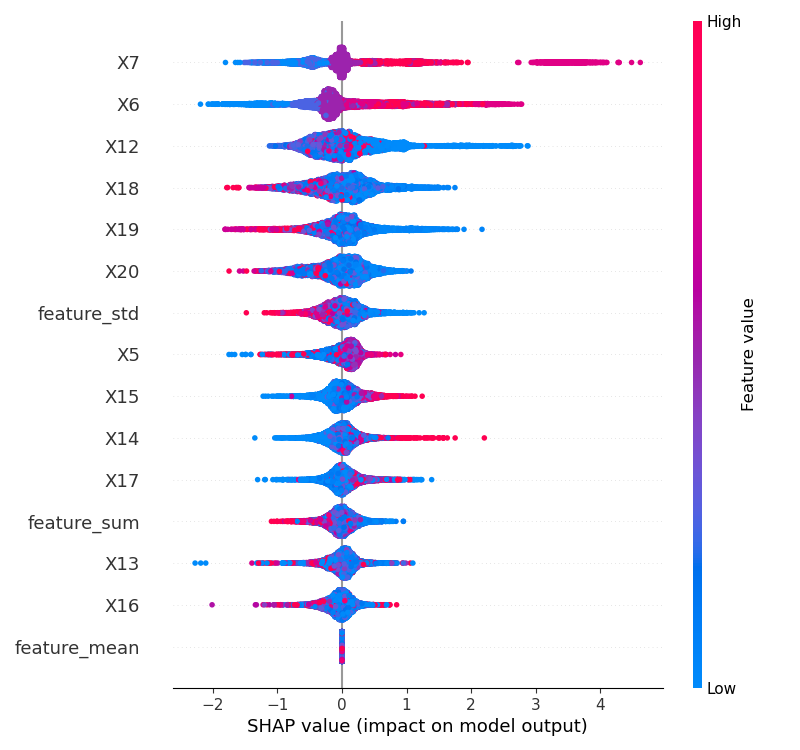 High
X7
X6
X12
X18
X19
X20
feature_std
X5
X15
X14
X17
feature_sum
X13
X16
feature_mean
Feature value
Low
−2 −1 0 1 2 3 4
SHAP value (impact on model output)